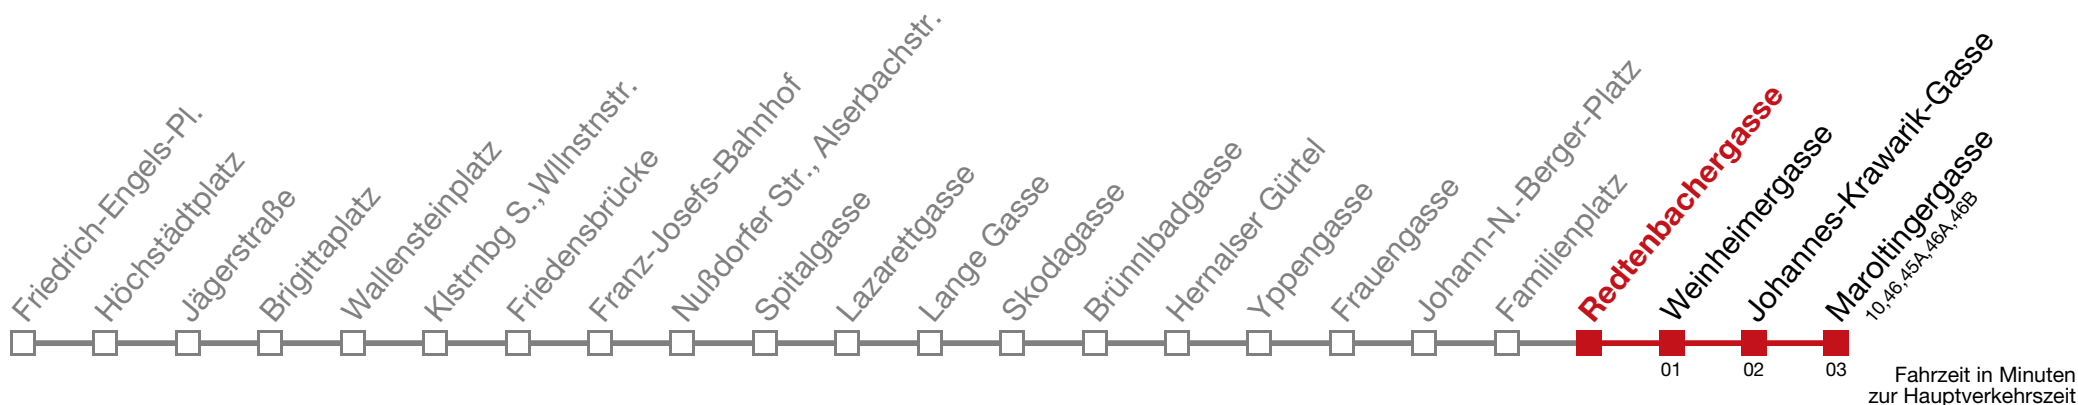 Friedrich-Engels-Pl.
Höchstädtplatz
Jägerstraße
Brigittaplatz
Wallensteinplatz
Klstrnbg S., Wllnstnstr.
Friedensbrücke
Franz-Josefs-Bahnhof
Nußdorfer Str., Alserbachstr.
Spitalgasse
Lazarettgasse
Lange Gasse
Skodagasse
Brünnlbadgasse
Hernalser Gürtel
Yppengasse
Frauengasse
Johann-N.-Berger-Platz
Familienplatz
Redtenbachergasse
Weinheimergasse
Johannes-Krawarik-Gasse
Maroltingergasse
10,46,45A,46A,46B
01
02
03
Fahrzeit in Minuten
zur Hauptverkehrszeit